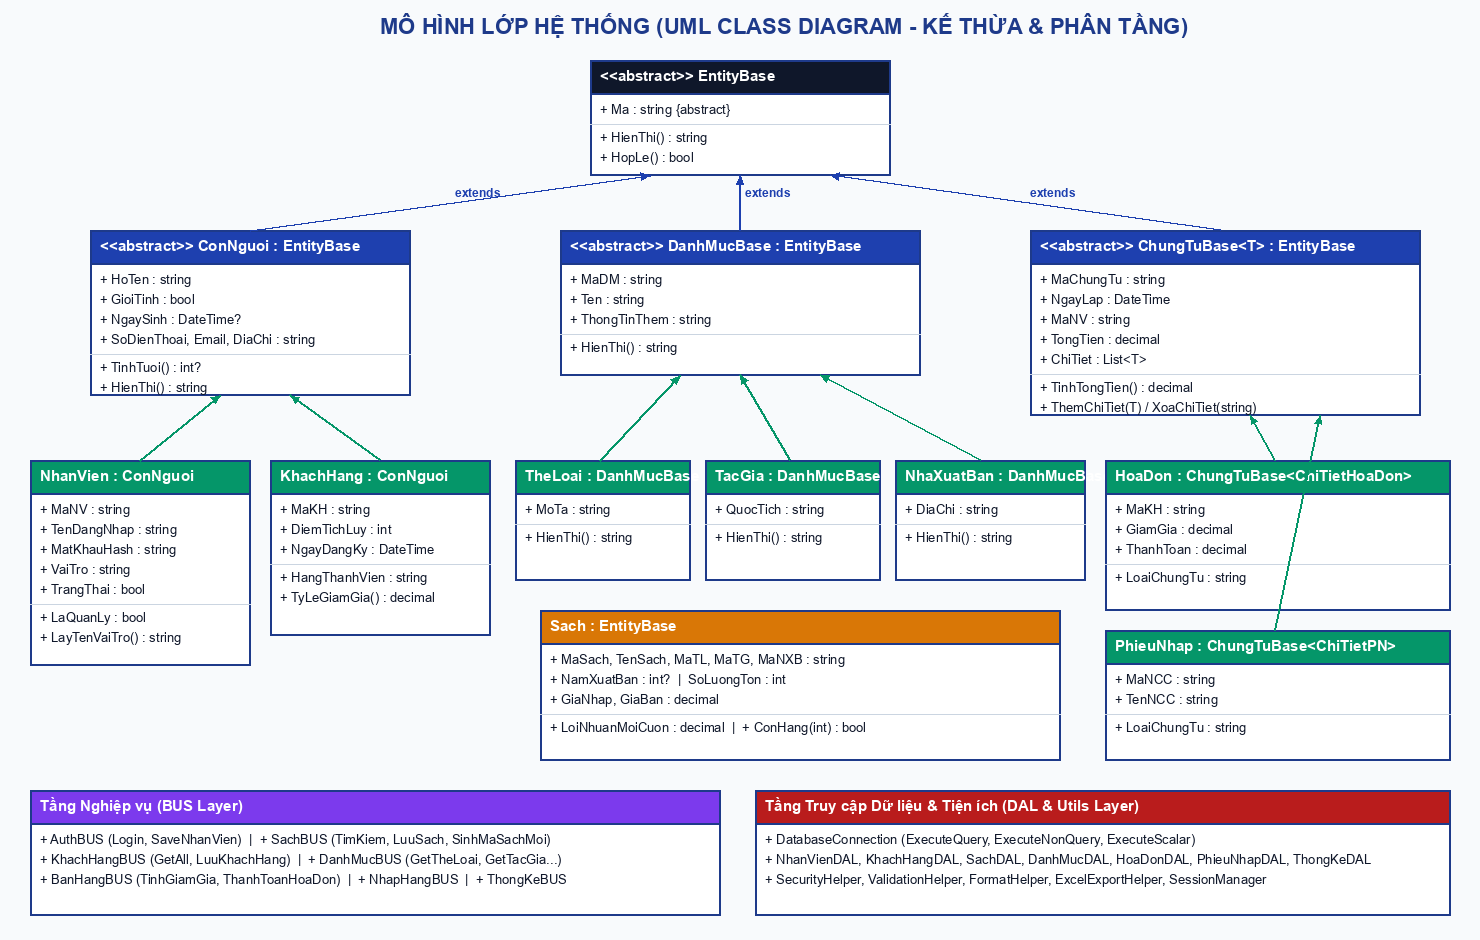 MÔ HÌNH LỚP HỆ THỐNG (UML CLASS DIAGRAM - KẾ THỪA & PHÂN TẦNG)
<<abstract>> EntityBase
+ Ma : string {abstract}
+ HienThi() : string
+ HopLe() : bool
extends
extends
extends
<<abstract>> ConNguoi : EntityBase
+ HoTen : string
+ GioiTinh : bool
+ NgaySinh : DateTime?
+ SoDienThoai, Email, DiaChi : string
+ TinhTuoi() : int?
+ HienThi() : string
<<abstract>> DanhMucBase : EntityBase
+ MaDM : string
+ Ten : string
+ ThongTinThem : string
+ HienThi() : string
<<abstract>> ChungTuBase<T> : EntityBase
+ MaChungTu : string
+ NgayLap : DateTime
+ MaNV : string
+ TongTien : decimal
+ ChiTiet : List<T>
+ TinhTongTien() : decimal
+ ThemChiTiet(T) / XoaChiTiet(string)
NhanVien : ConNguoi
+ MaNV : string
+ TenDangNhap : string
+ MatKhauHash : string
+ VaiTro : string
+ TrangThai : bool
+ LaQuanLy : bool
+ LayTenVaiTro() : string
KhachHang : ConNguoi
+ MaKH : string
+ DiemTichLuy : int
+ NgayDangKy : DateTime
+ HangThanhVien : string
+ TyLeGiamGia() : decimal
TheLoai : DanhMucBas
+ MoTa : string
+ HienThi() : string
TacGia : DanhMucBase
+ QuocTich : string
+ HienThi() : string
NhaXuatBan : DanhMucB
+ DiaChi : string
+ HienThi() : string
HoaDon : ChungTuBase<ChiTietHoaDon>
+ MaKH : string
+ GiamGia : decimal
+ ThanhToan : decimal
+ LoaiChungTu : string
Sach : EntityBase
+ MaSach, TenSach, MaTL, MaTG, MaNXB : string
+ NamXuatBan : int? | SoLuongTon : int
+ GiaNhap, GiaBan : decimal
+ LoiNhuanMoiCuon : decimal | + ConHang(int) : bool
PhieuNhap : ChungTuBase<ChiTietPN>
+ MaNCC : string
+ TenNCC : string
+ LoaiChungTu : string
Tầng Nghiệp vụ (BUS Layer)
+ AuthBUS (Login, SaveNhanVien) | + SachBUS (TimKiem, LuuSach, SinhMaSachMoi)
+ KhachHangBUS (GetAll, LuuKhachHang) | + DanhMucBUS (GetTheLoai, GetTacGia...)
+ BanHangBUS (TinhGiamGia, ThanhToanHoaDon) | + NhapHangBUS | + ThongKeBUS
Tầng Truy cập Dữ liệu & Tiện ích (DAL & Utils Layer)
+ DatabaseConnection (ExecuteQuery, ExecuteNonQuery, ExecuteScalar)
+ NhanVienDAL, KhachHangDAL, SachDAL, DanhMucDAL, HoaDonDAL, PhieuNhapDAL, ThongKeDAL
+ SecurityHelper, ValidationHelper, FormatHelper, ExcelExportHelper, SessionManager